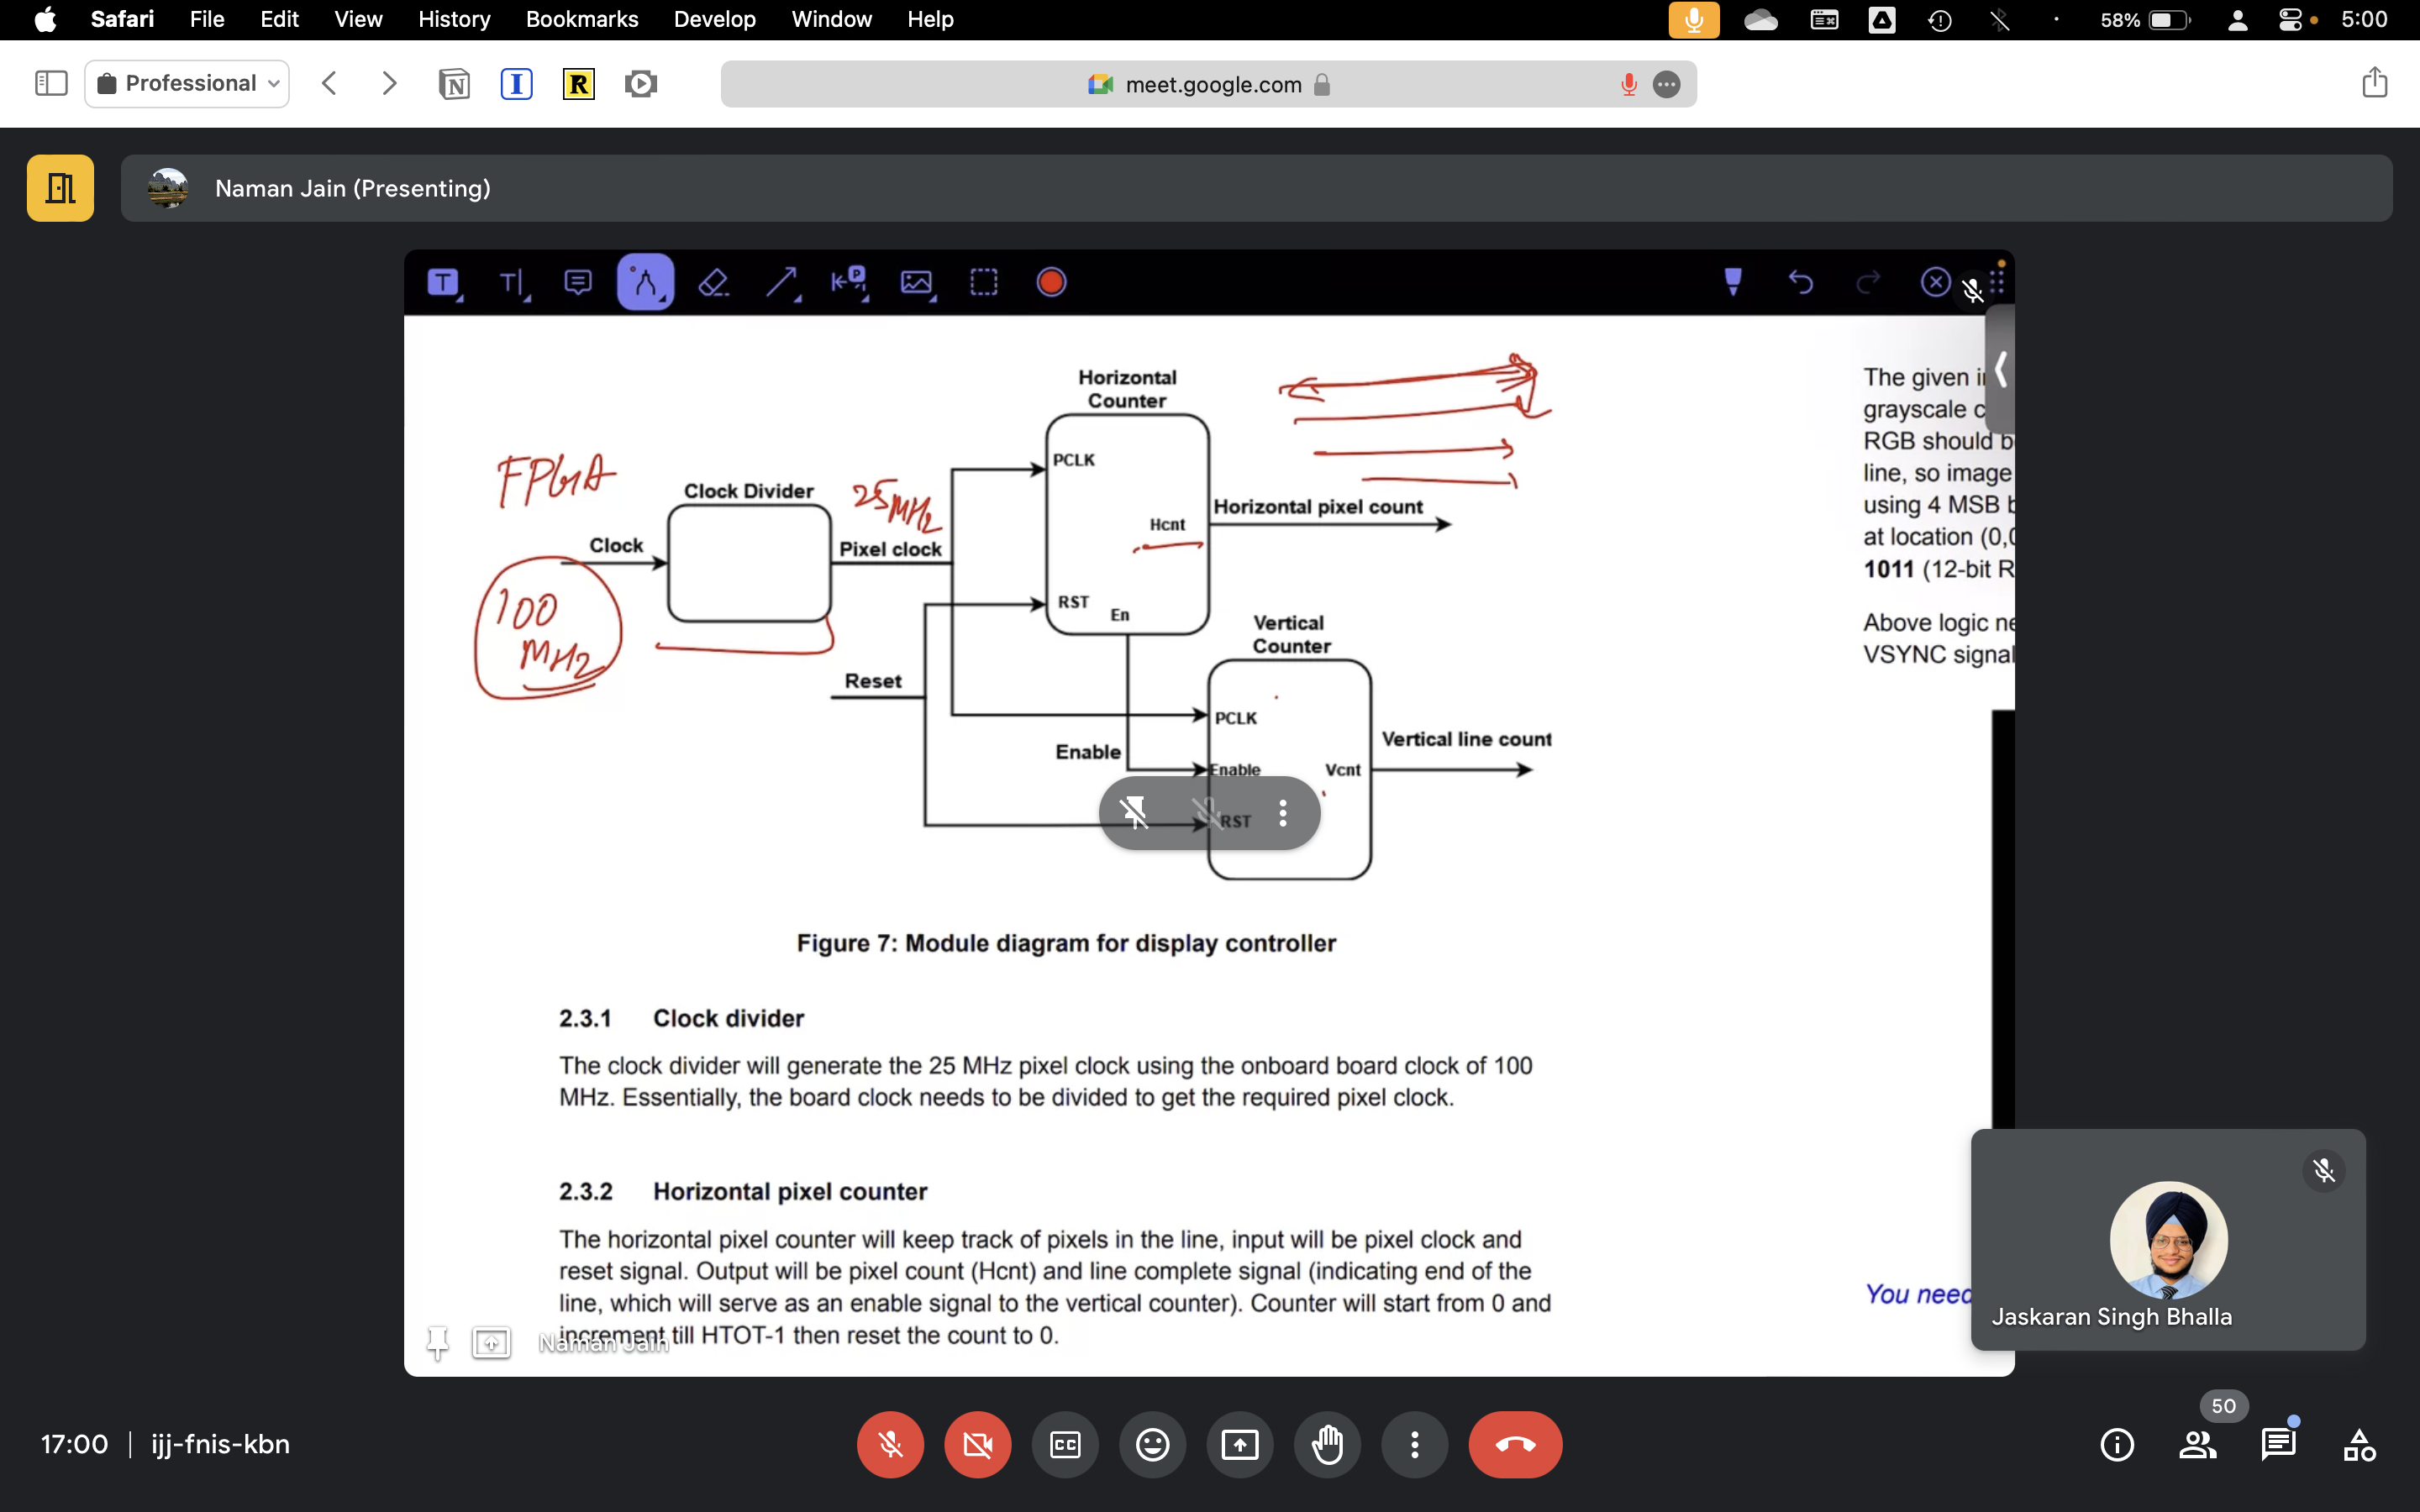 Safari File Edit View History Bookmarks Develop Window Help 58% 5:00
Professional meet.google.com
Naman Jain (Presenting)
Horizontal
Counter
PCLK
FPGA
Clock Divider
25
MHz
Horizontal pixel count
Hcnt
Clock
Pixel clock
100
MHz
RST
En
Vertical
Counter
Reset
PCLK
Enable
Enable
Vcnt
Vertical line count
RST
Figure 7: Module diagram for display controller
2.3.1 Clock divider
The clock divider will generate the 25 MHz pixel clock using the onboard board clock of 100
MHz. Essentially, the board clock needs to be divided to get the required pixel clock.
2.3.2 Horizontal pixel counter
The horizontal pixel counter will keep track of pixels in the line, input will be pixel clock and
reset signal. Output will be pixel count (Hcnt) and line complete signal (indicating end of the
line, which will serve as an enable signal to the vertical counter). Counter will start from 0 and
increment till HTOT-1 then reset the count to 0.
Naman Jain
The given i
grayscale c
RGB should b
line, so image
using 4 MSB b
at location (0,0
1011 (12-bit R
Above logic ne
VSYNC signal
You need
Jaskaran Singh Bhalla
17:00 | ijj-fnis-kbn
CC
50